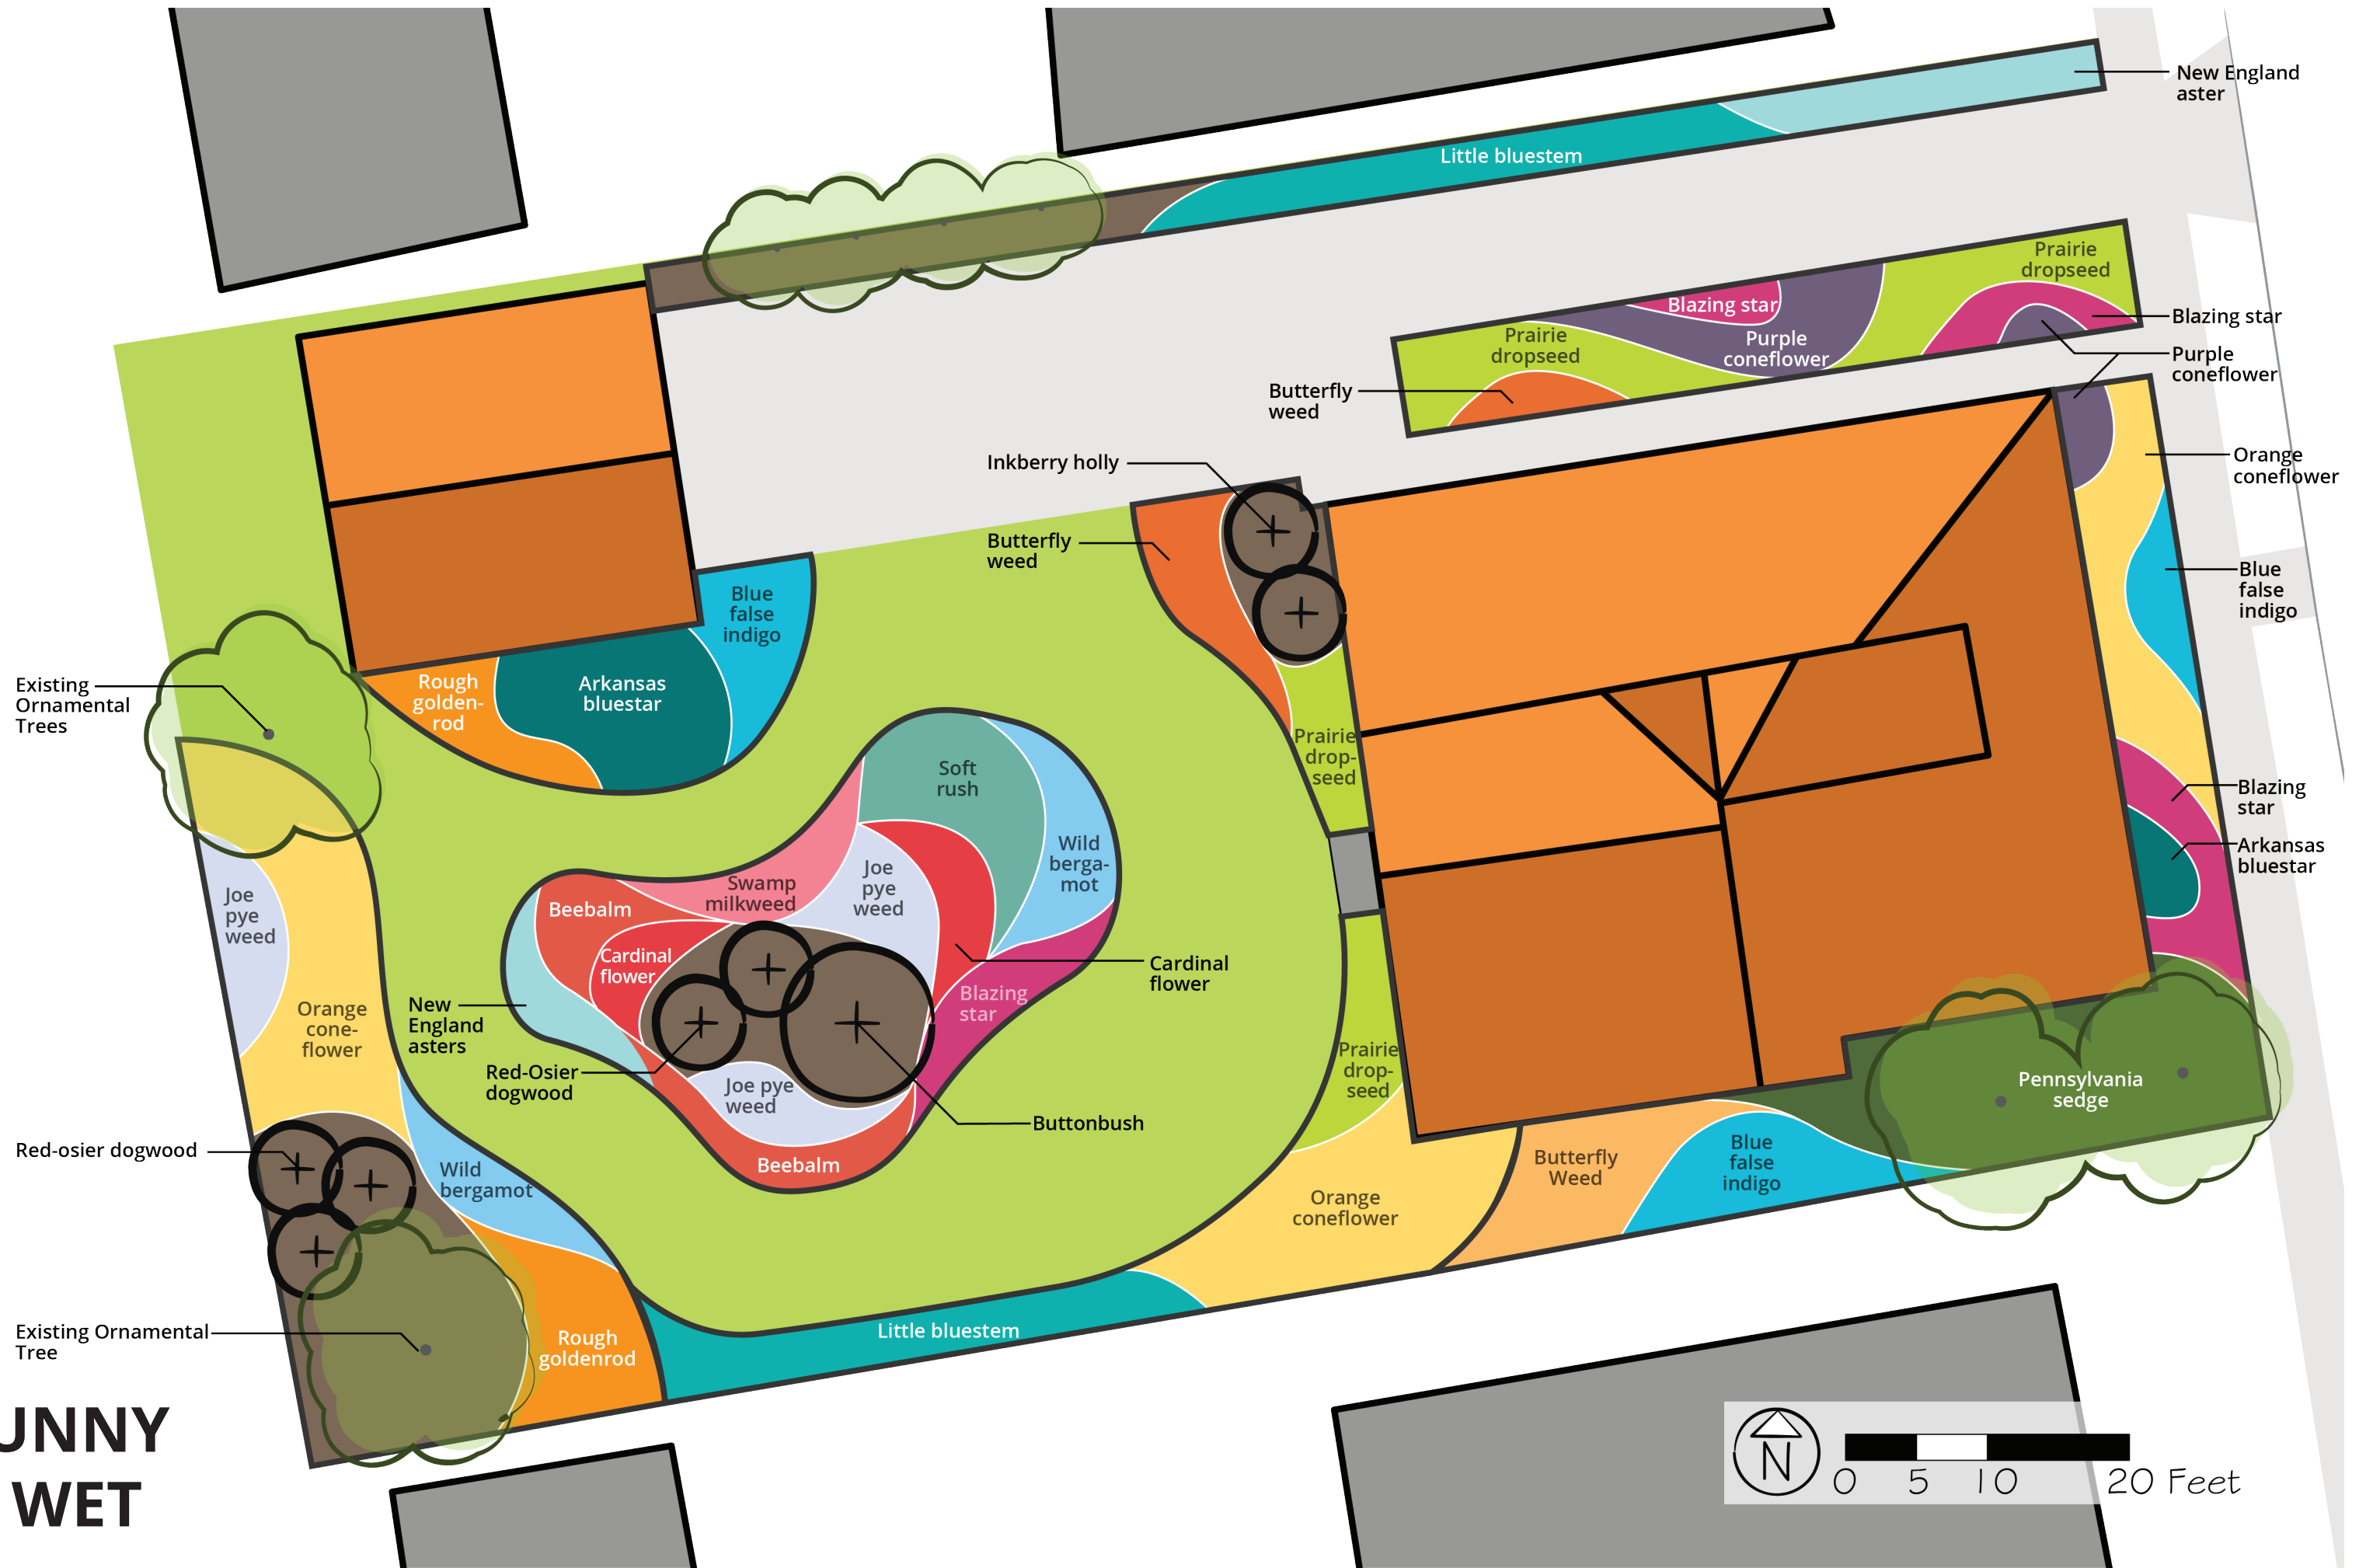 New England
aster
Little bluestem
Prairie
dropseed
Blazing star
Blazing star
Prairie
dropseed
Purple
coneflower
Purple
coneflower
Butterfly
weed
Inkberry holly
Orange
coneflower
Butterfly
weed
Blue
false
indigo
Blue
false
indigo
Existing
Ornamental
Trees
Rough
golden-
rod
Arkansas
bluestar
Prairie
drop-
seed
Soft
rush
Blazing
star
Wild
berga-
mot
Arkansas
bluestar
Joe
pye
weed
Swamp
milkweed
Joe
pye
weed
Beebalm
Cardinal
flower
Cardinal
flower
Blazing
star
Orange
cone-
flower
New
England
asters
Red-Osier
dogwood
Joe pye
weed
Prairie
drop-
seed
Pennsylvania
sedge
Buttonbush
Red-osier dogwood
Wild
bergamot
Beebalm
Butterfly
Weed
Blue
false
indigo
Orange
coneflower
Existing Ornamental
Tree
Rough
goldenrod
Little bluestem
UNNY
WET
N
0 5 10 20 Feet